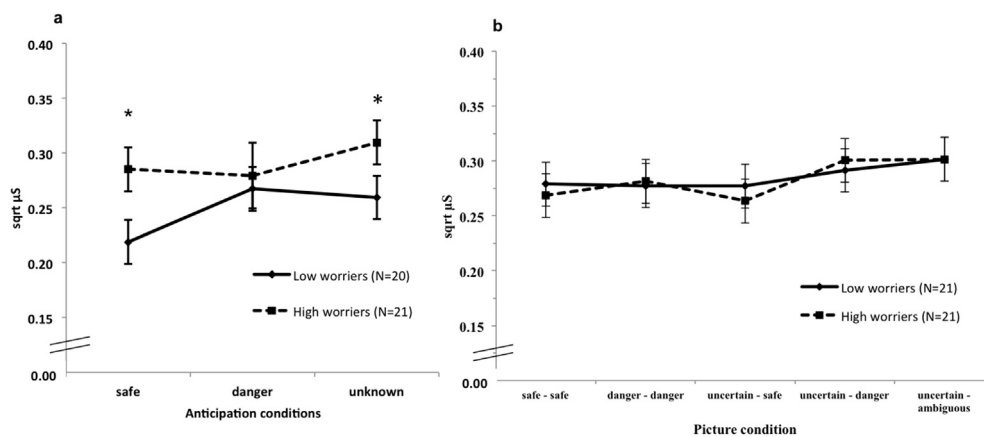 a
0.40
0.35
0.30
0.25
0.20
0.15
0.00
sqrt µS
*
*
Low worriers (N=20)
High worriers (N=21)
safe danger unknown
Anticipation conditions
b
0.40
0.35
0.30
0.25
0.20
0.15
0.00
sqrt µS
Low worriers (N=21)
High worriers (N=21)
safe - safe danger - danger uncertain - safe uncertain - danger uncertain -
ambiguous
Picture condition